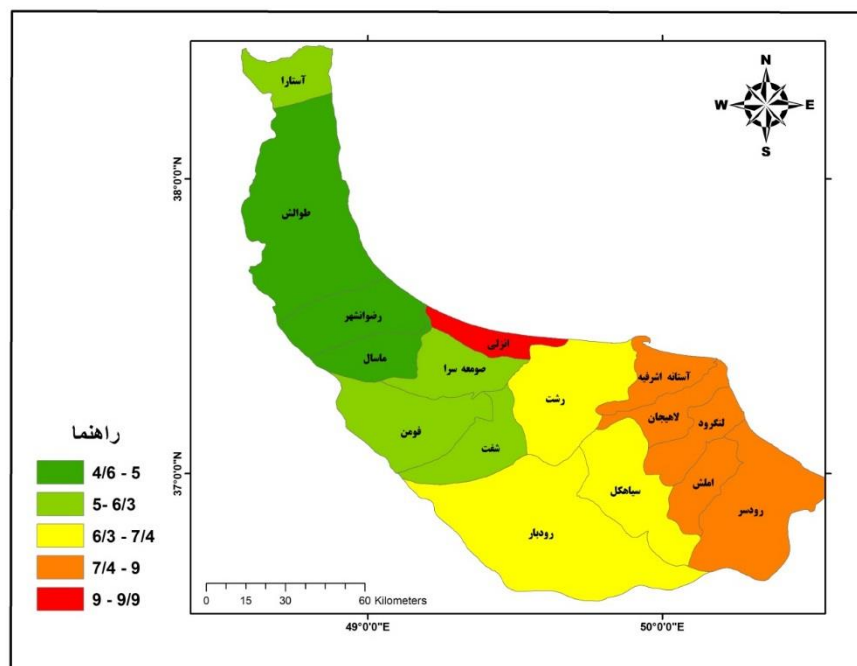 آستارا
N
W E
S
38°0'0"N
طوالش
رضوانشهر
ماسال
انزلی
صومعه سرا
آستانه اشرفیه
رشت
لاهیجان
لنگرود
فومن
شفت
املش
سیاهکل
رودسر
رودبار
37°0'0"N
راهنما
4/6 - 5
5- 6/3
6/3 - 7/4
7/4 - 9
9 - 9/9
0 15 30 60 Kilometers
49°0'0"E
50°0'0"E